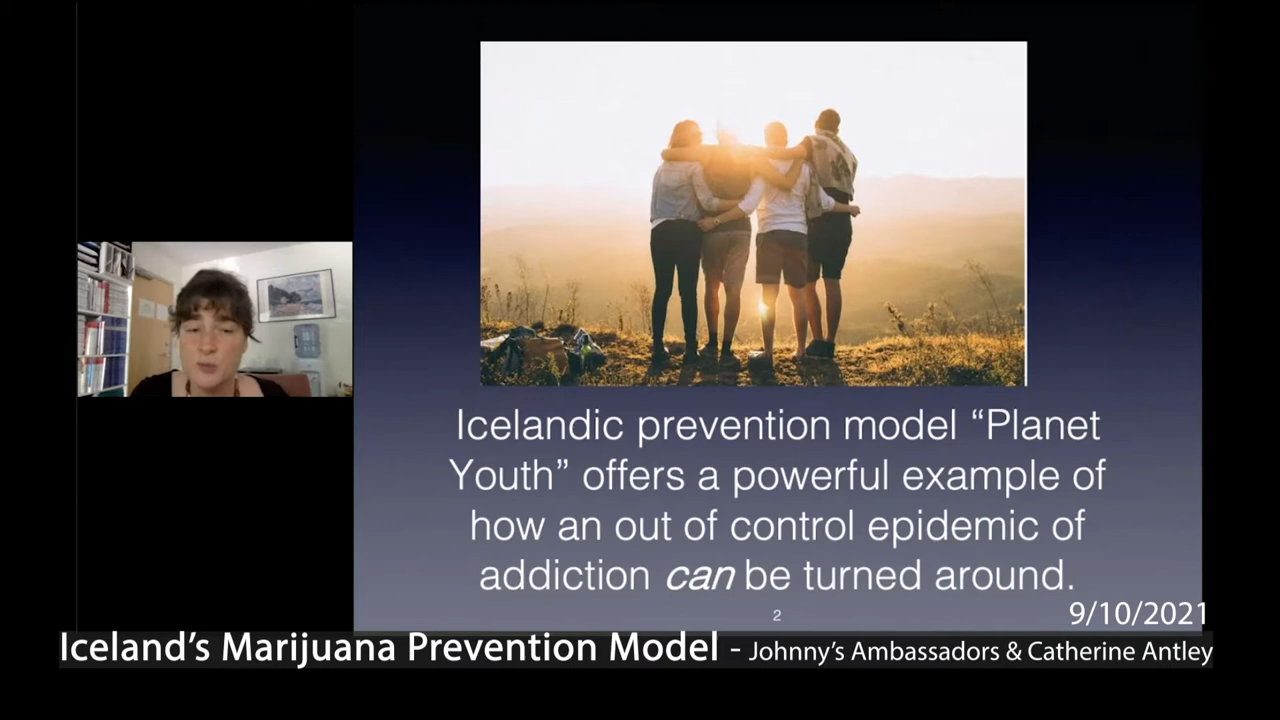 Icelandic prevention model “Planet
Youth” offers a powerful example of
how an out of control epidemic of
addiction can be turned around.
2
9/10/2021
Iceland's Marijuana Prevention Model - Johnny's Ambassadors & Catherine Antley